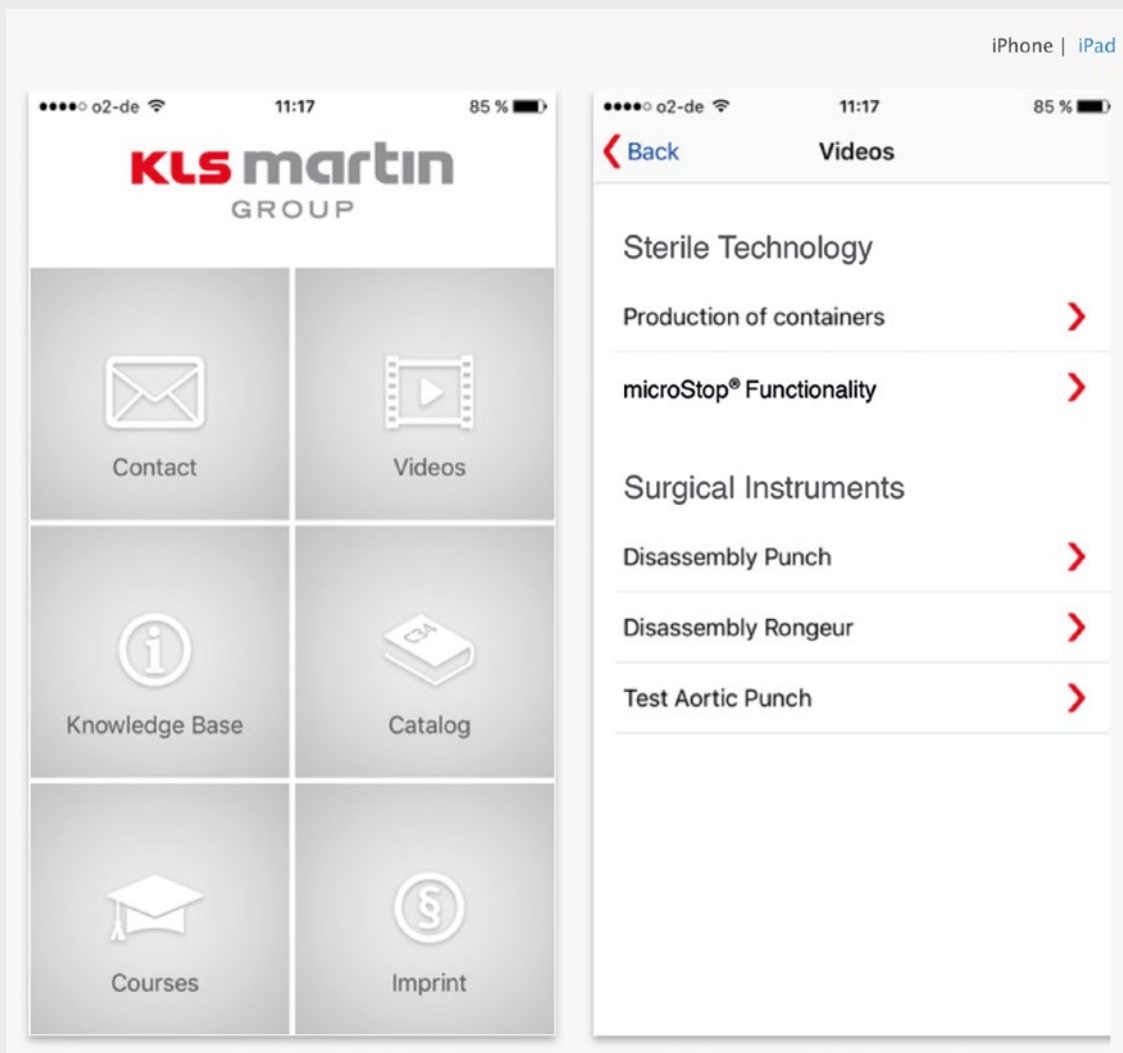 iPhone | iPad
o2-de 11:17 85 %
KLS martin
GROUP
Contact
Videos
Knowledge Base
C34
Catalog
Courses
§
Imprint
o2-de 11:17 85 %
Back Videos
Sterile Technology
Production of containers
microStop® Functionality
Surgical Instruments
Disassembly Punch
Disassembly Rongeur
Test Aortic Punch